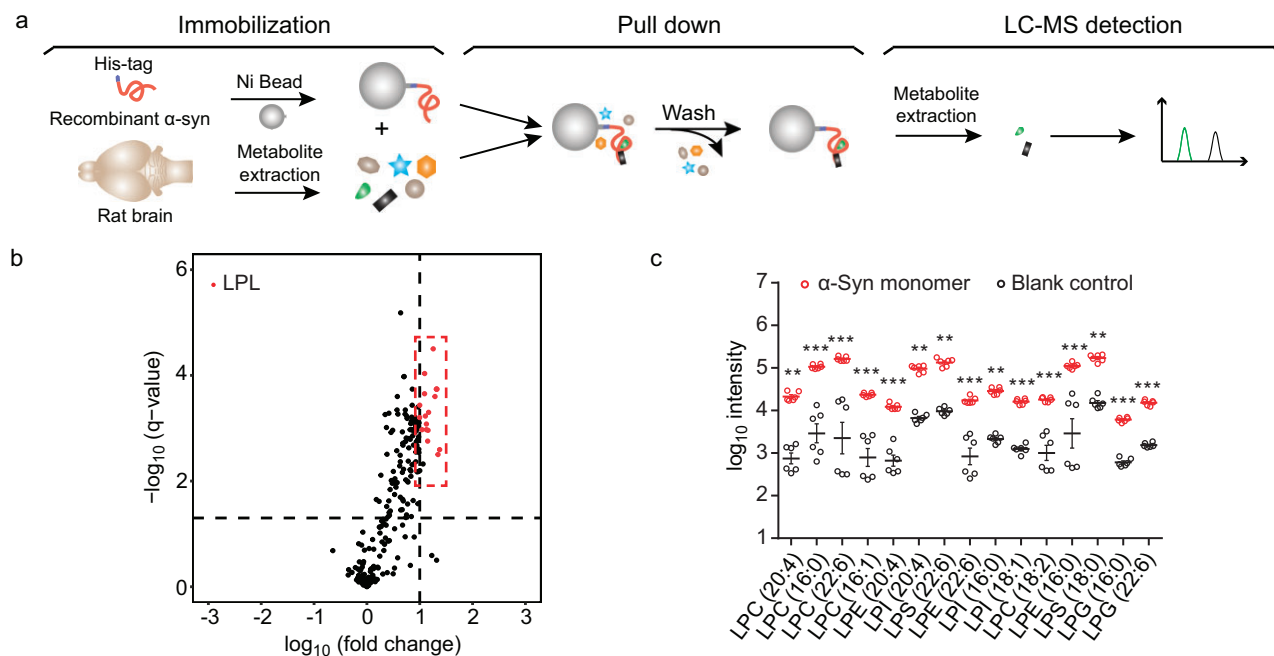 a
Immobilization
Pull down
LC-MS detection
His-tag
Recombinant α-syn
Ni Bead
+
Rat brain
Metabolite
extraction
Wash
Metabolite
extraction
b
6
4
2
0
−log10 (q−value)
LPL
-3
-2
-1
0
1
2
3
log10 (fold change)
c
7
6
5
4
3
2
1
log10 intensity
α-Syn monomer
Blank control
**
***
***
***
***
**
**
***
**
***
***
***
**
***
***
LPC (20:4)
LPC (16:0)
LPC (22:6)
LPC (16:1)
LPE (20:4)
LPI (20:4)
LPS (22:6)
LPE (22:6)
LPI (16:0)
LPI (18:1)
LPC (18:2)
LPE (16:0)
LPS (18:0)
LPG (16:0)
LPG (22:6)